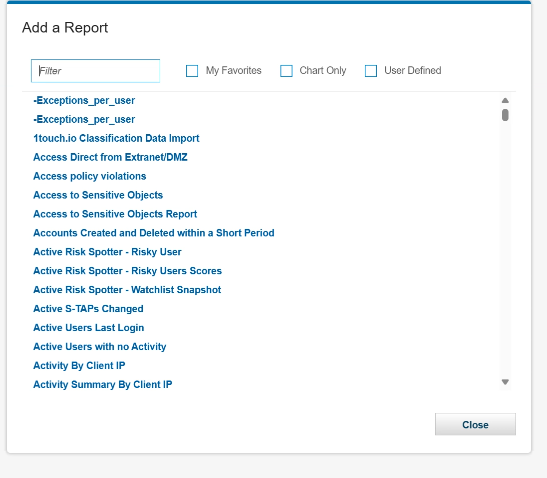 Add a Report
Filter My Favorites Chart Only User Defined
-Exceptions_per_user
-Exceptions_per_user
1touch.io Classification Data Import
Access Direct from Extranet/DMZ
Access policy violations
Access to Sensitive Objects
Access to Sensitive Objects Report
Accounts Created and Deleted within a Short Period
Active Risk Spotter - Risky User
Active Risk Spotter - Risky Users Scores
Active Risk Spotter - Watchlist Snapshot
Active S-TAPs Changed
Active Users Last Login
Active Users with no Activity
Activity By Client IP
Activity Summary By Client IP
Close